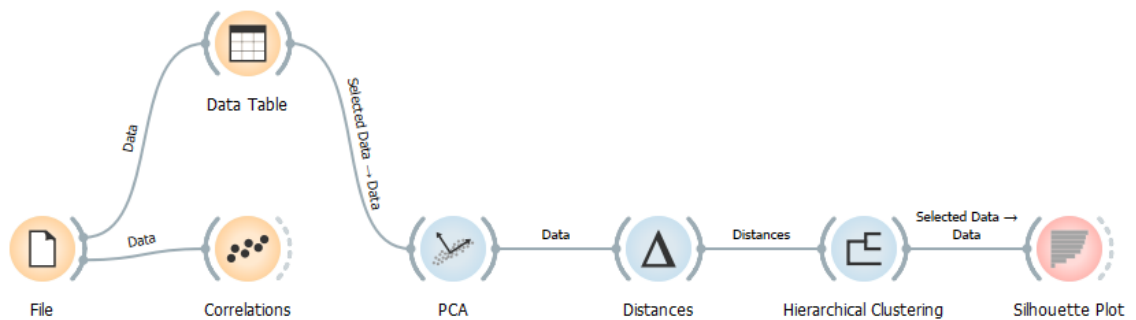 Data Table
Data
Selected Data → Data
Data
Data
Distances
Selected Data →
Data
File
Correlations
PCA
Distances
Hierarchical Clustering
Silhouette Plot